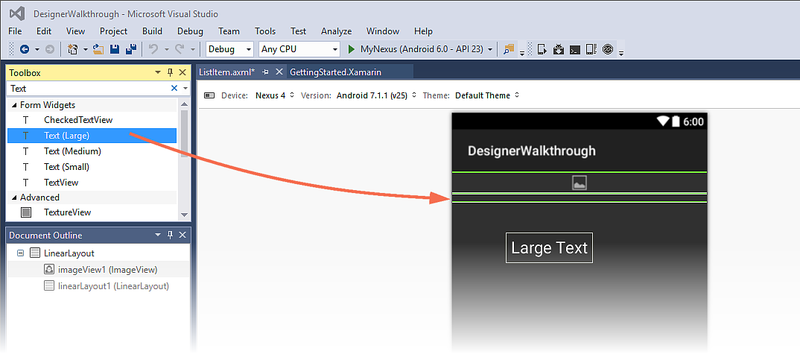 DesignerWalkthrough - Microsoft Visual Studio
File Edit View Project Build Debug Team Tools Test Analyze Window Help
Debug Any CPU MyNexus (Android 6.0 - API 23)
Toolbox
Text
Form Widgets
CheckedTextView
Text (Large)
Text (Medium)
Text (Small)
TextView
Advanced
TextureView
Document Outline
LinearLayout
imageView1 (ImageView)
linearLayout1 (LinearLayout)
ListItem.axml* GettingStarted.Xamarin
Device: Nexus 4 Version: Android 7.1.1 (v25) Theme: Default Theme
6:00
DesignerWalkthrough
Large Text